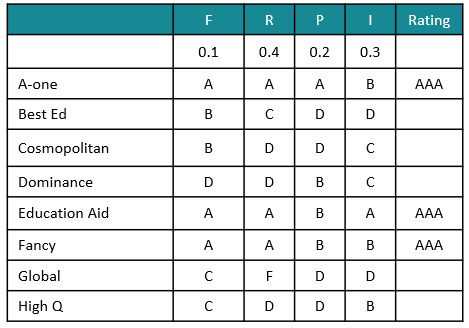 F R P I Rating
0.1 0.4 0.2 0.3
A-one A A A B AAA
Best Ed B C D D
Cosmopolitan B D D C
Dominance D D B C
Education Aid A A B A AAA
Fancy A A B B AAA
Global C F D D
High Q C D D B